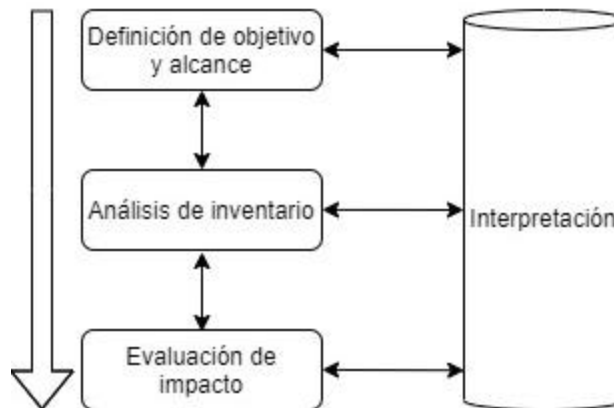 Definición de objetivo
y alcance
Análisis de inventario
Interpretación
Evaluación de
impacto